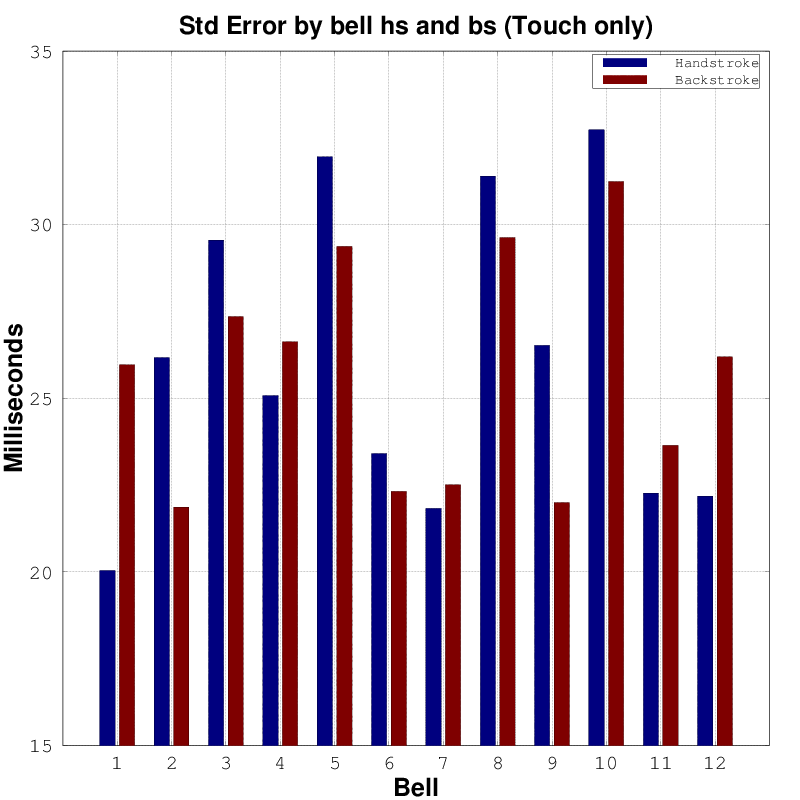 Std Error by bell hs and bs (Touch only)
Handstroke
Backstroke
35
30
25
20
15
Milliseconds
1 2 3 4 5 6 7 8 9 10 11 12
Bell